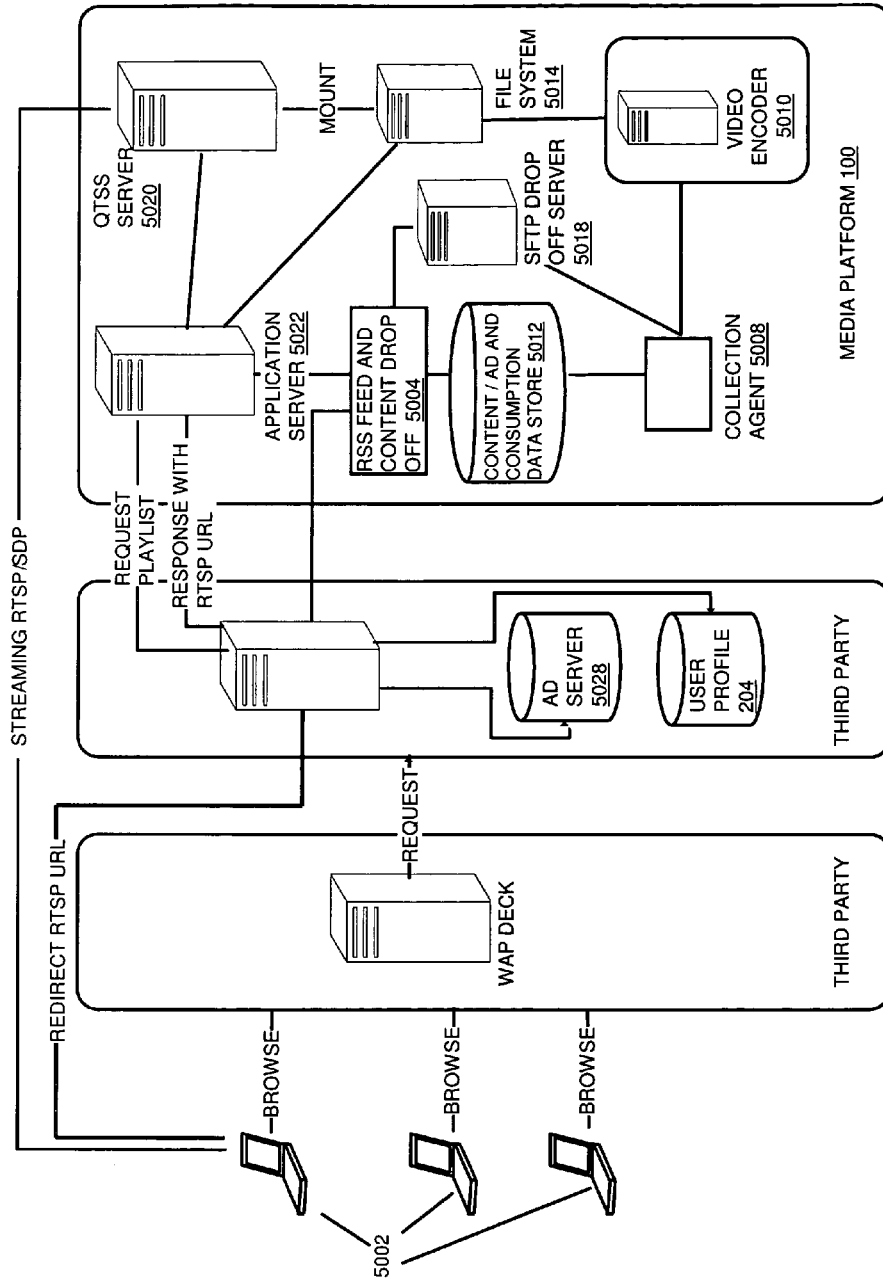 STREAMING RTSP/SDP
REDIRECT RTSP URL
5002
BROWSE
BROWSE
BROWSE
WAP DECK
THIRD PARTY
REQUEST
REQUEST
PLAYLIST
RESPONSE WITH
RTSP URL
AD
SERVER
5028
USER
PROFILE
204
THIRD PARTY
QTSS
SERVER
5020
APPLICATION
SERVER 5022
MOUNT
FILE
SYSTEM
5014
RSS FEED AND
CONTENT DROP
OFF 5004
SFTP DROP
OFF SERVER
5018
CONTENT / AD AND
CONSUMPTION
DATA STORE 5012
VIDEO
ENCODER
5010
COLLECTION
AGENT 5008
MEDIA PLATFORM 100